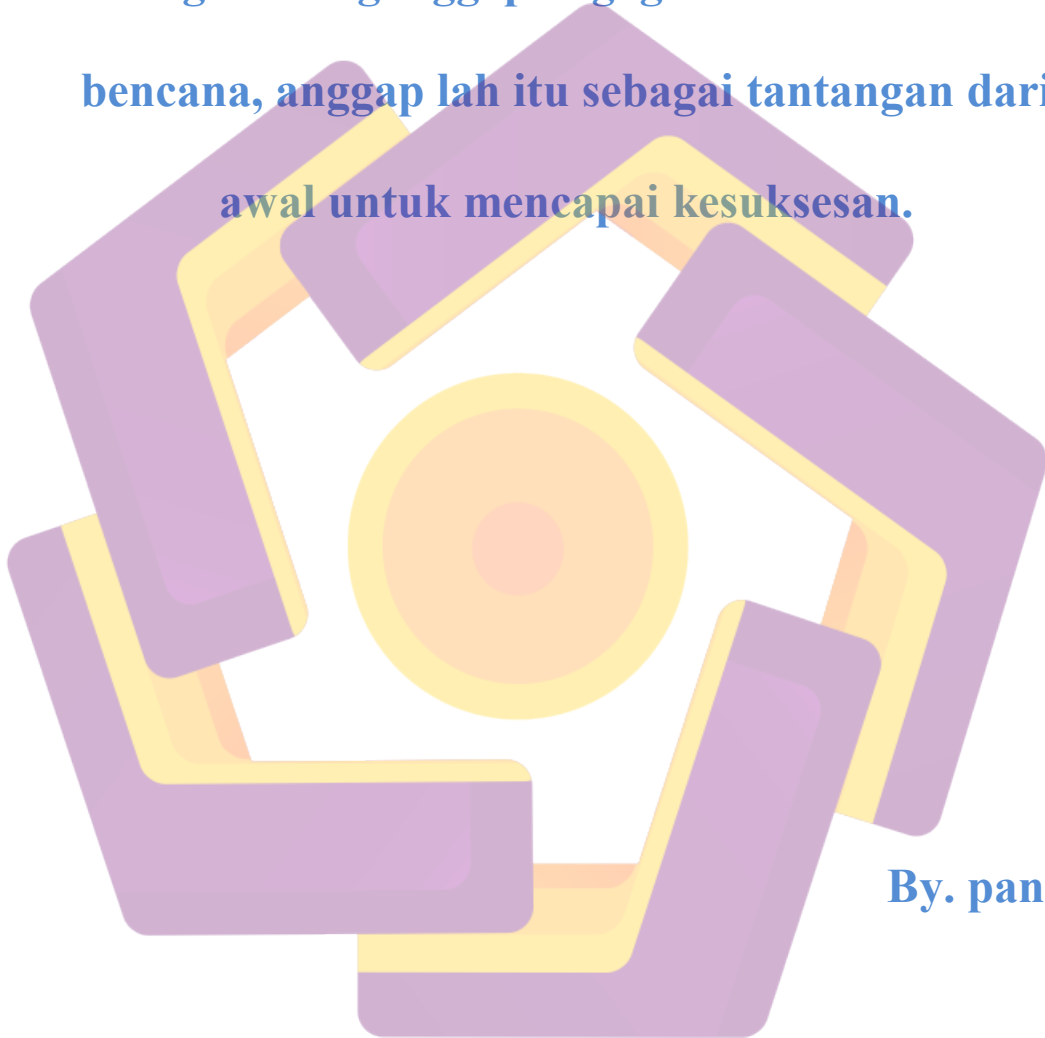 bencana, anggap lah itu sebagai tantangan dari
awal untuk mencapai kesuksesan.
By. pan